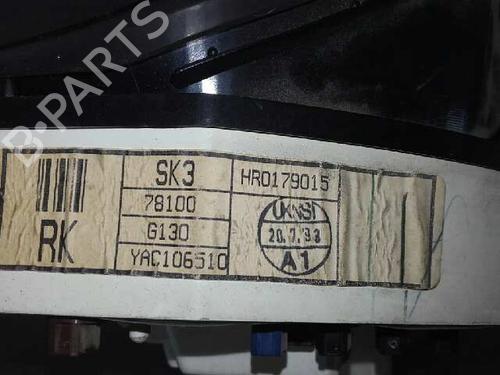 B-PARTS
SK3
HR0179015
78100
G130
RK
YAC106510
UKNSI
20.7.93
A1